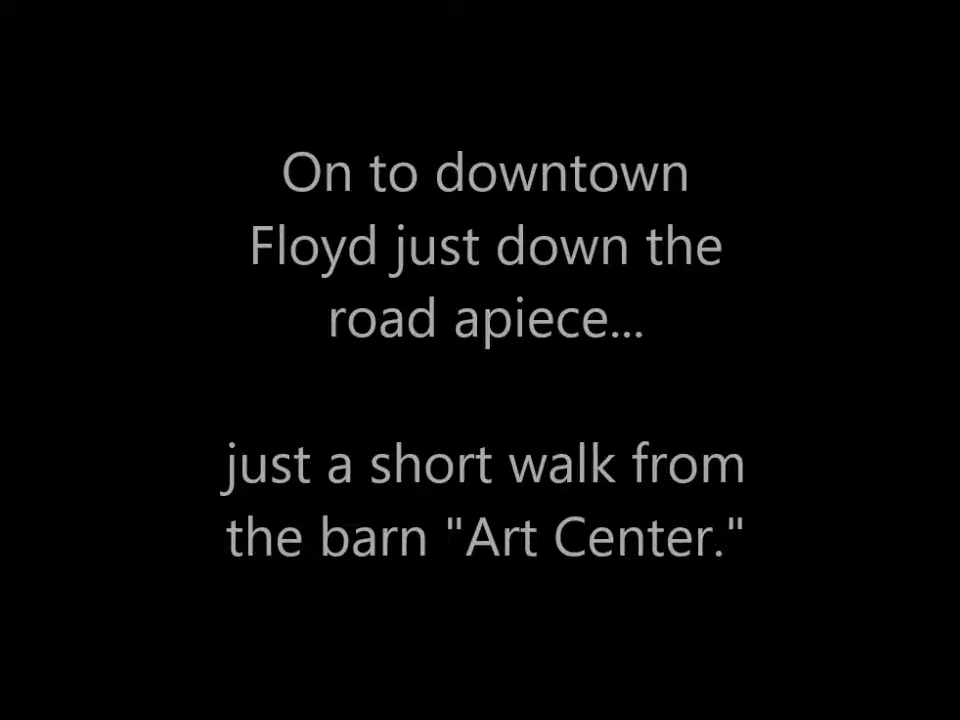 On to downtown
Floyd just down the
road apiece...
just a short walk from
the barn "Art Center."